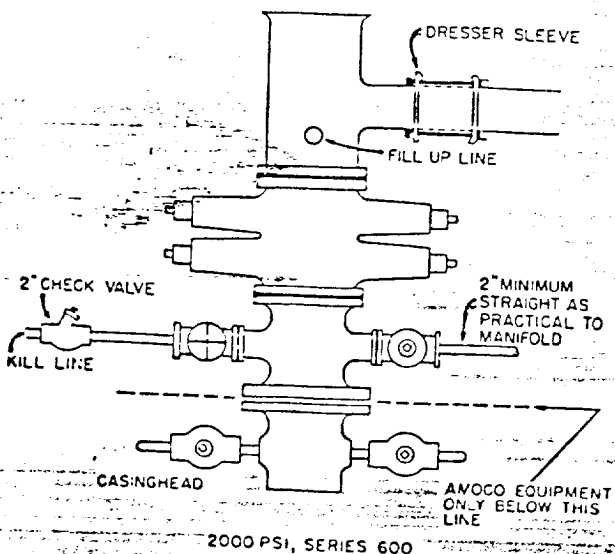 DRESSER SLEEVE
FILL UP LINE
2" CHECK VALVE
KILL LINE
2" MINIMUM
STRAIGHT AS
PRACTICAL TO
MANIFOLD
CASINGHEAD
AMOCO EQUIPMENT
ONLY BELOW THIS
LINE
2000 PSI, SERIES 600